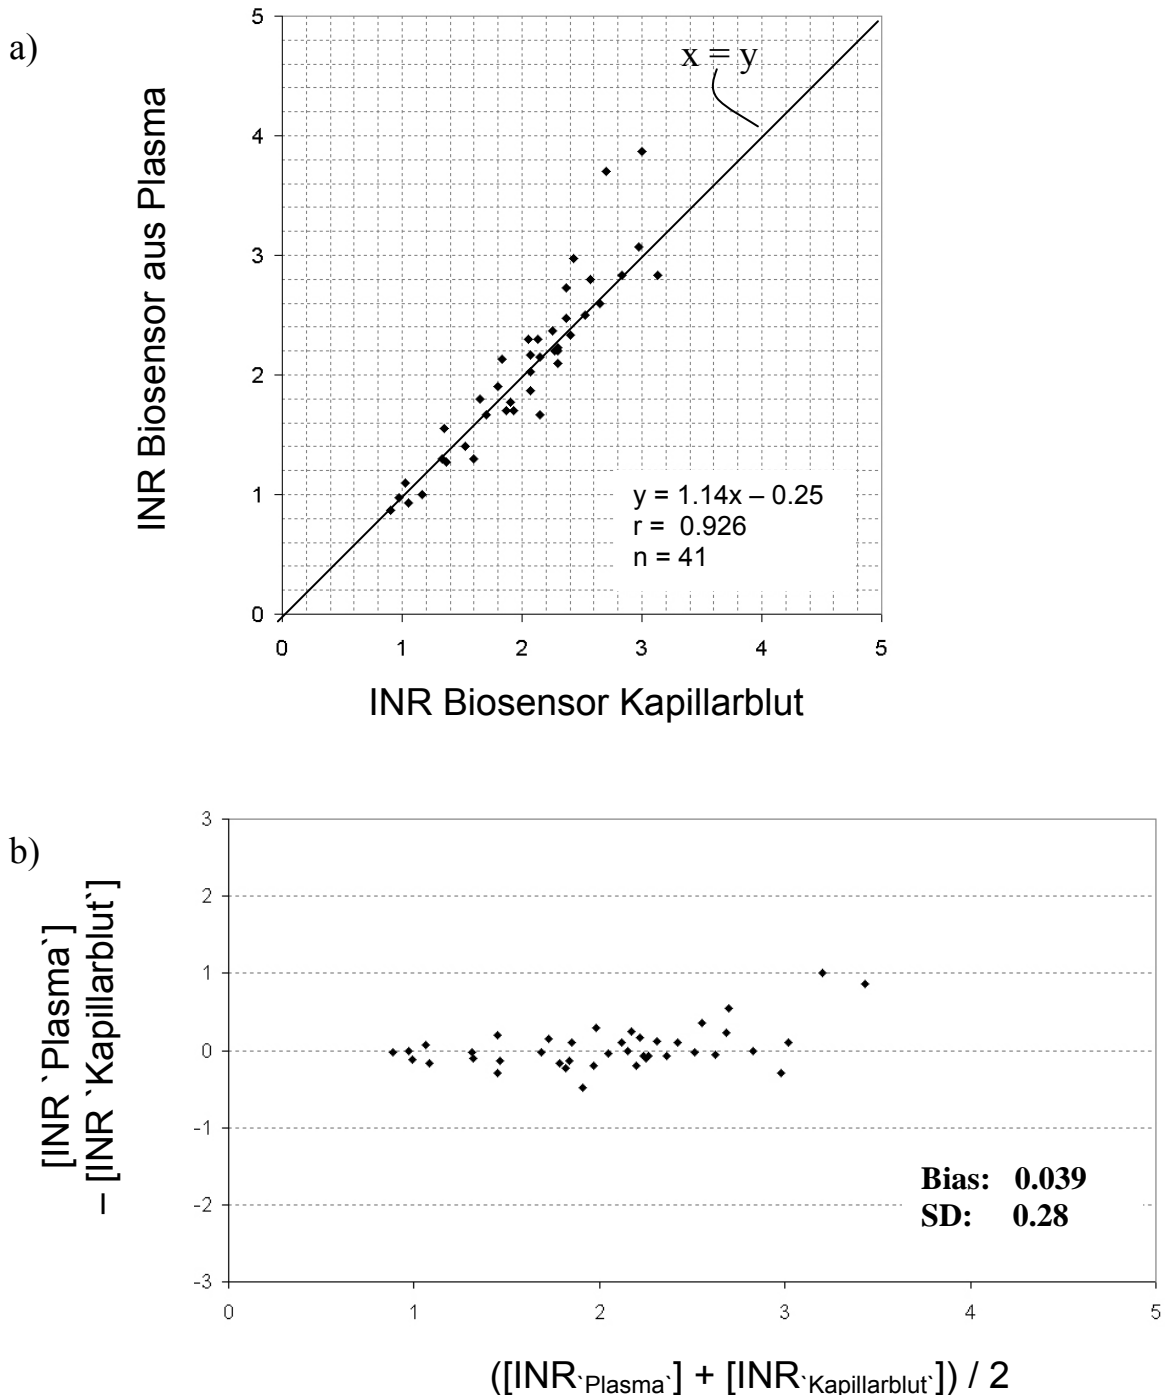 a)
INR Biosensor aus Plasma
5
4
3
2
1
0
x = y
y = 1.14x – 0.25
r = 0.926
n = 41
0 1 2 3 4 5
INR Biosensor Kapillarblut
b)
[INR `Plasma`]
– [INR `Kapillarblut`]
3
2
1
0
-1
-2
-3
Bias: 0.039
SD: 0.28
0 1 2 3 4 5
([INR`Plasma`] + [INR`Kapillarblut`]) / 2